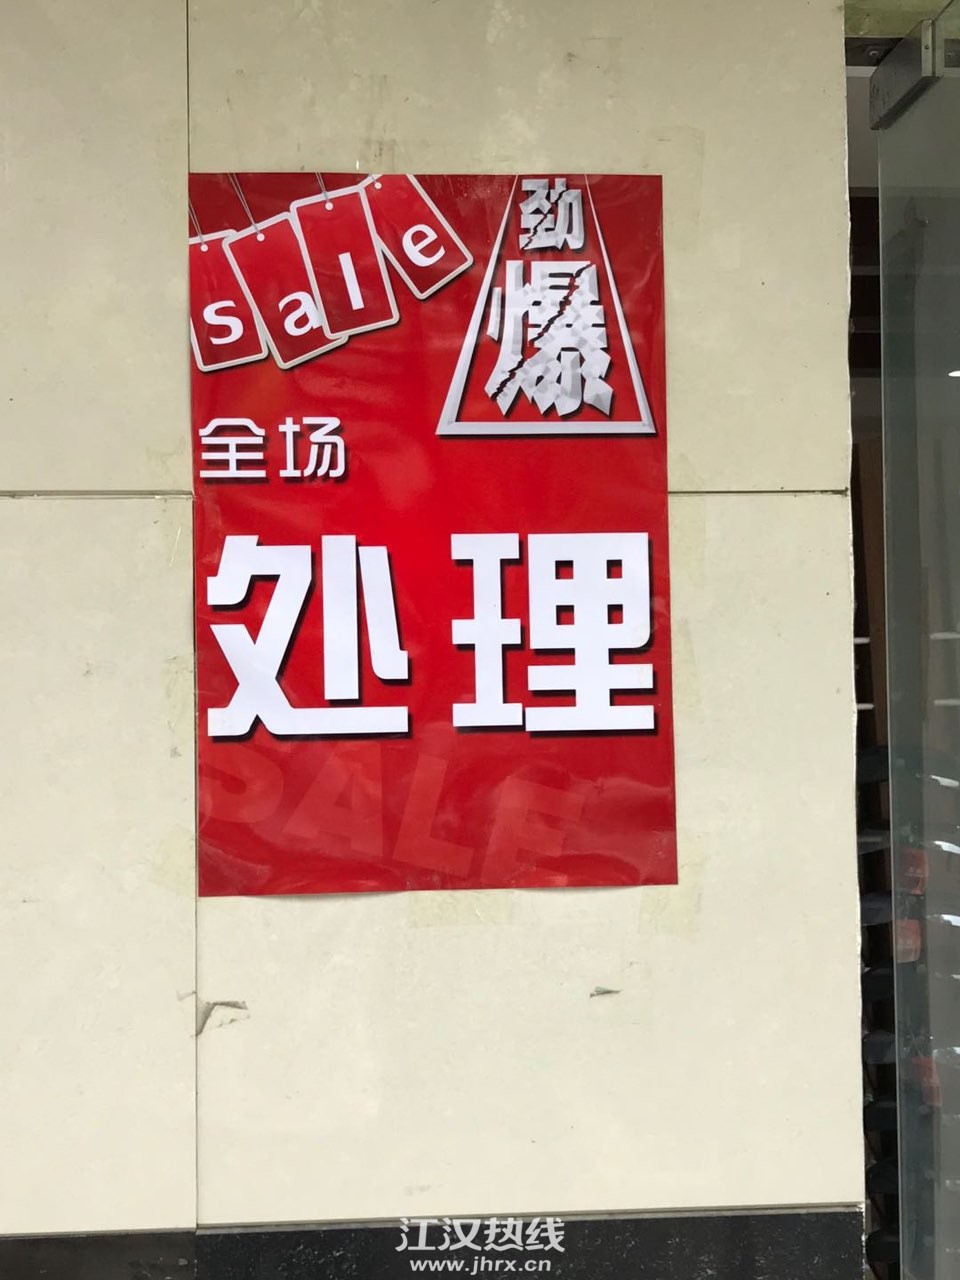 sale
劲
爆
全场
处理
SALE
江汉热线
www.jhrx.cn